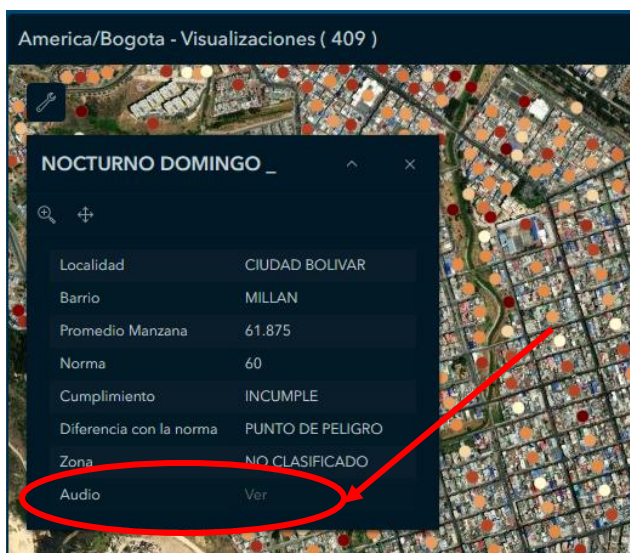 America/Bogota - Visualizaciones ( 409 )
NOCTURNO DOMINGO _
Localidad CIUDAD BOLIVAR
Barrio MILLAN
Promedio Manzana 61.875
Norma 60
Cumplimiento INCUMPLE
Diferencia con la norma PUNTO DE PELIGRO
Zona NO CLASIFICADO
Audio Ver